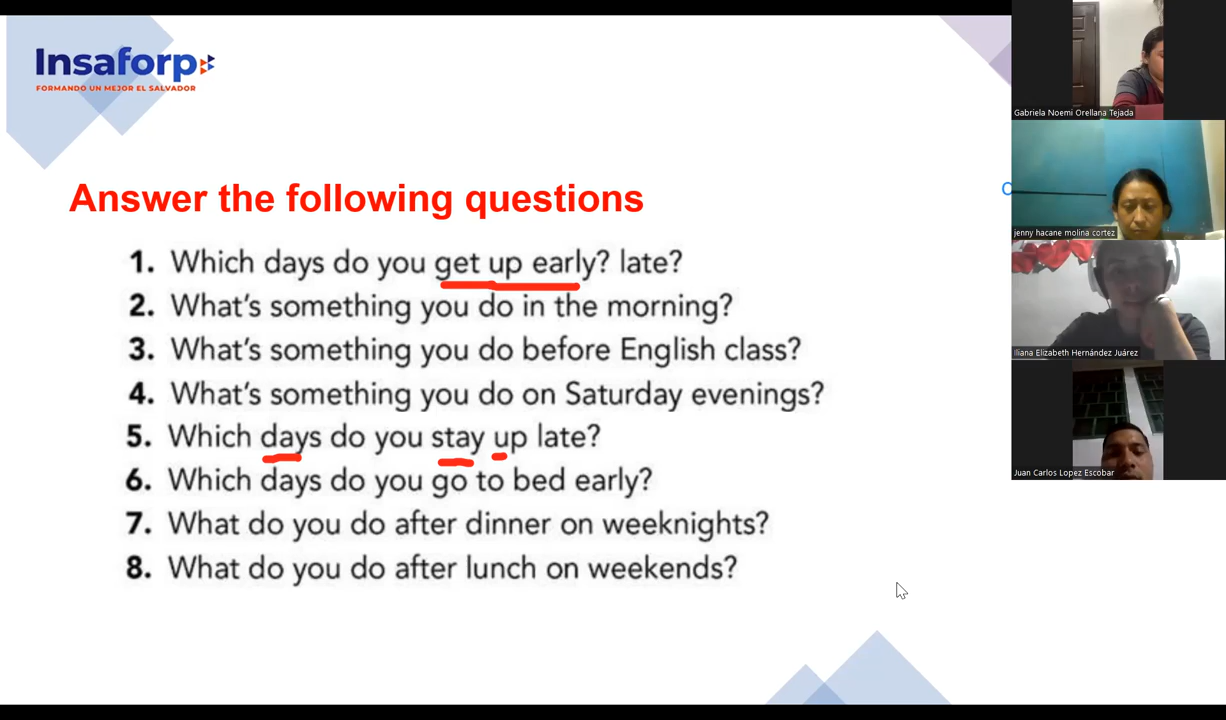 Insaforp
FORMANDO UN MEJOR EL SALVADOR
Answer the following questions
1. Which days do you get up early? late?
2. What's something you do in the morning?
3. What's something you do before English class?
4. What's something you do on Saturday evenings?
5. Which days do you stay up late?
6. Which days do you go to bed early?
7. What do you do after dinner on weeknights?
8. What do you do after lunch on weekends?
Gabriela Noemi Orellana Tejada
jenny hacane molina cortez
Iliana Elizabeth Hernández Juárez
Juan Carlos Lopez Escobar